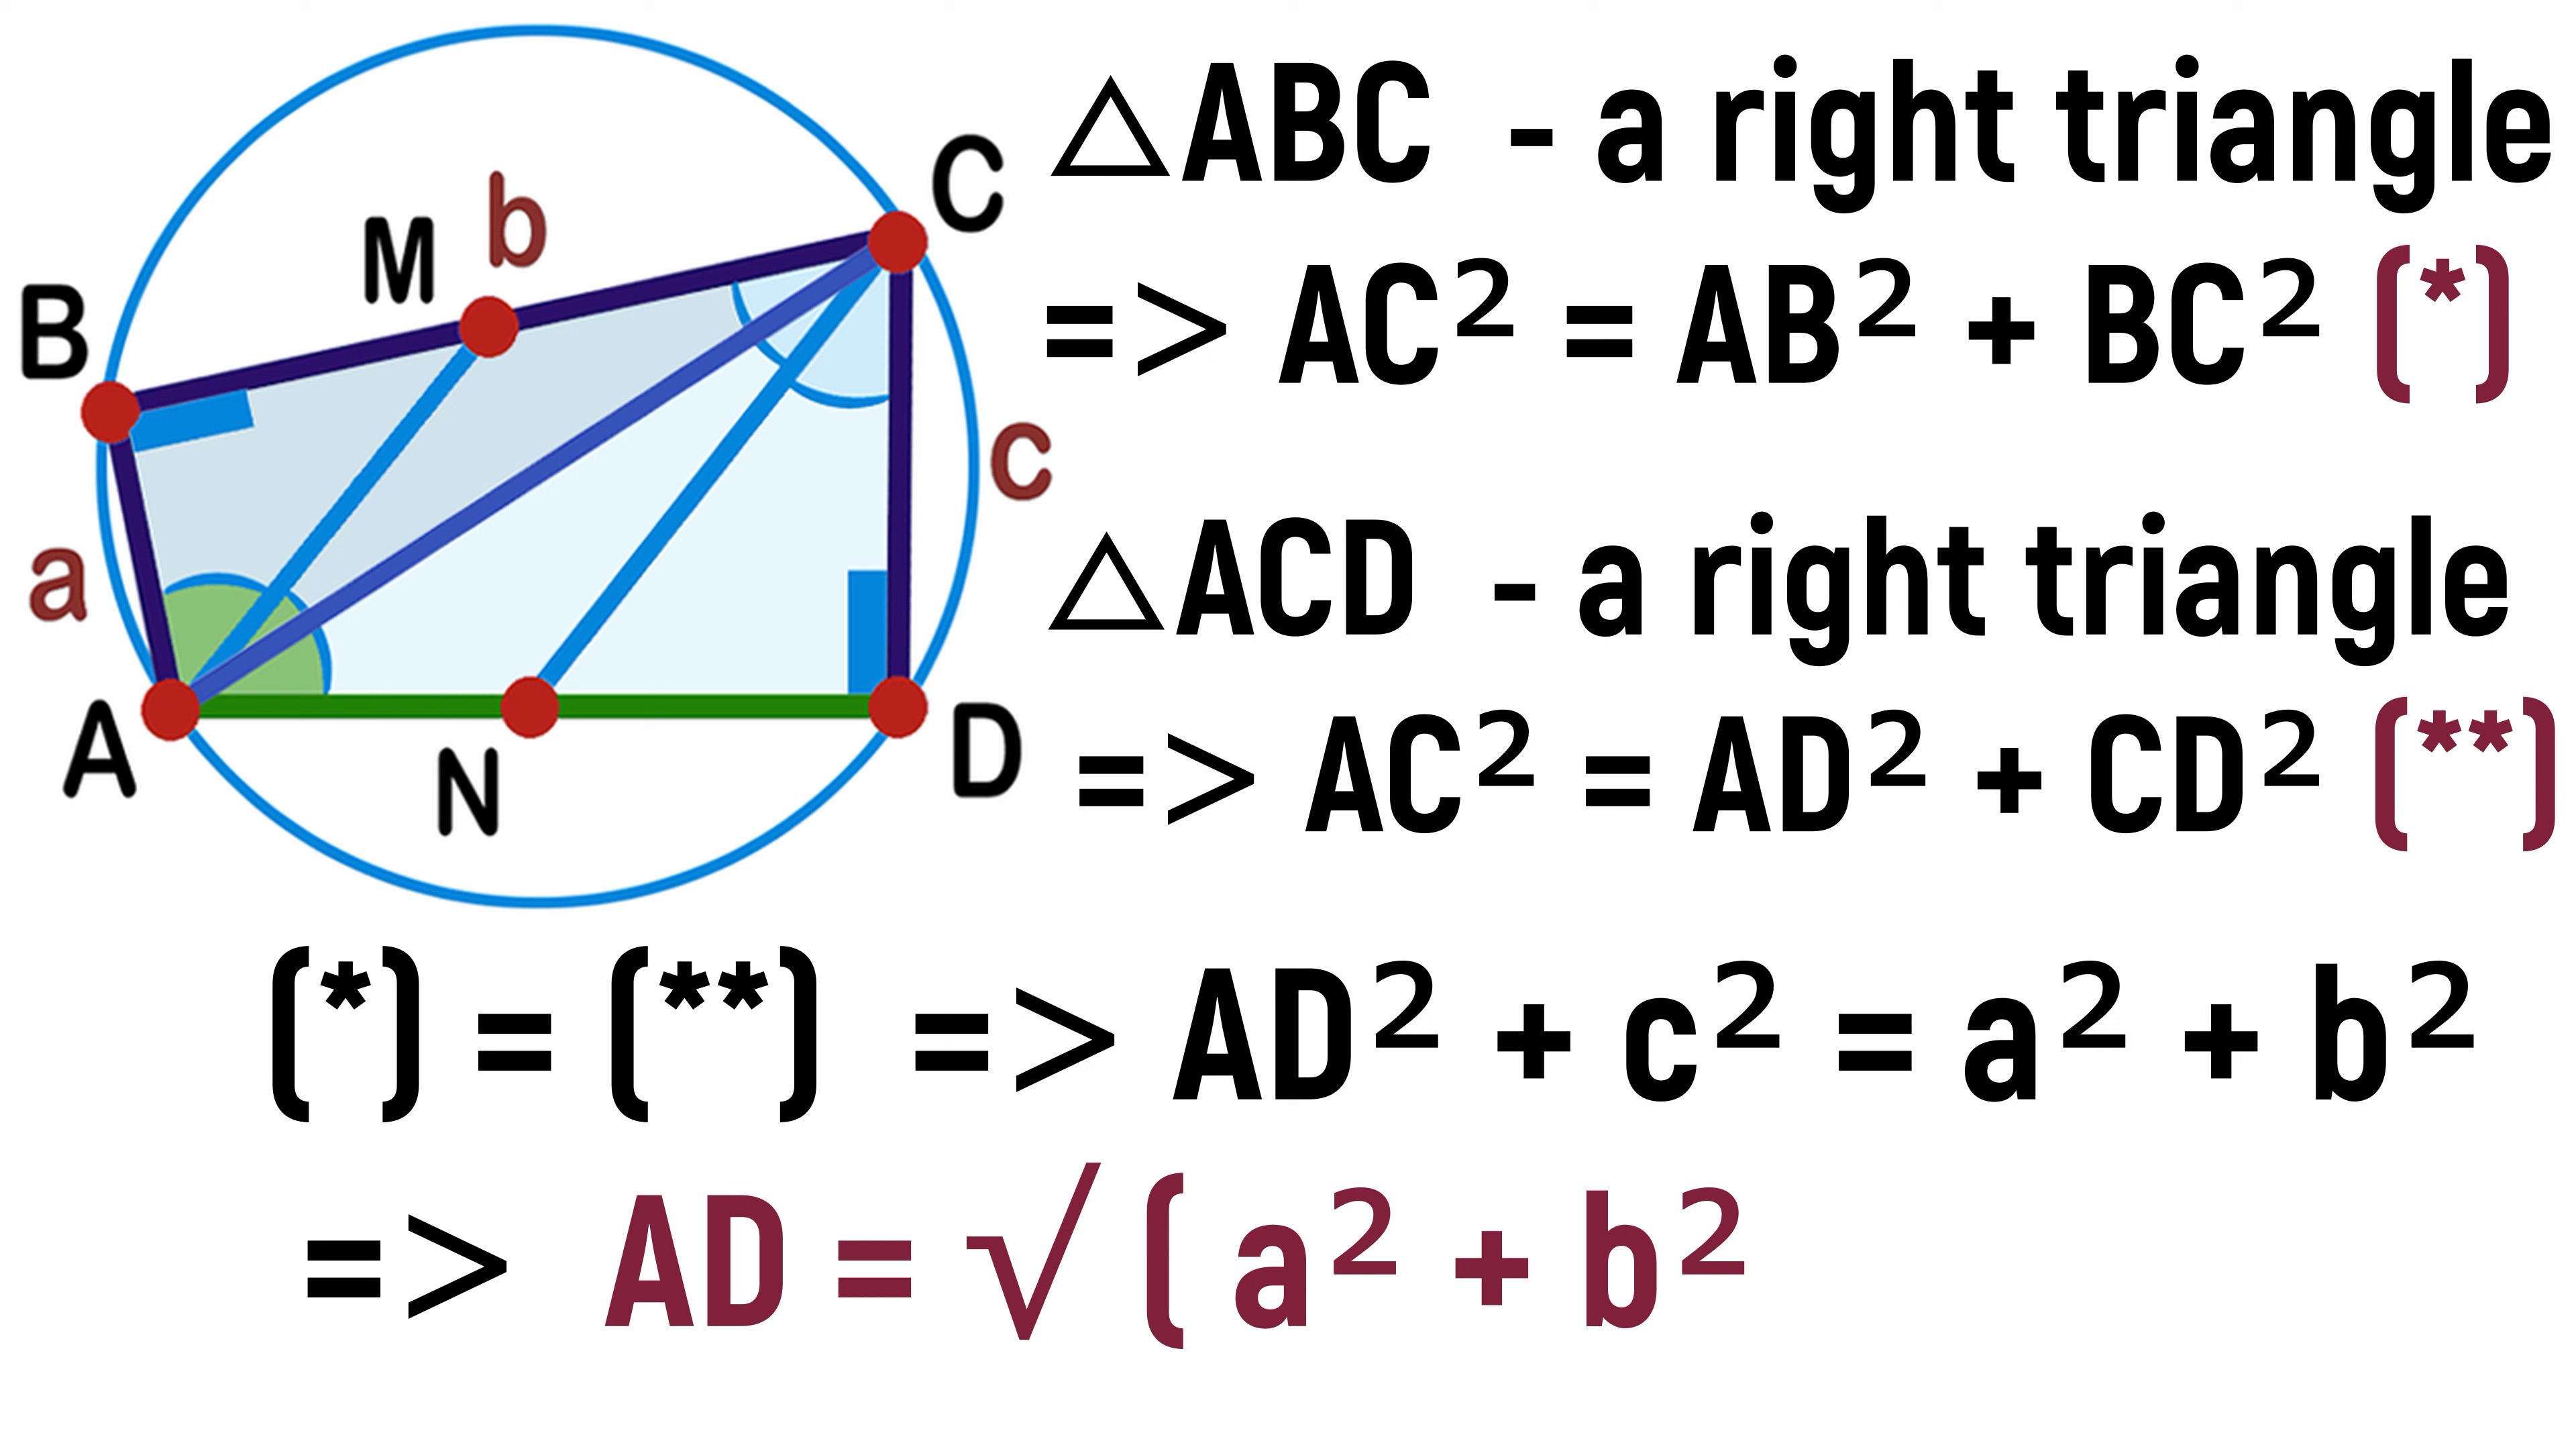 △ABC - a right triangle
=> AC² = AB² + BC² (*)
△ACD - a right triangle
=> AC² = AD² + CD² (**)
B
M
b
C
a
c
A
N
D
(*) = (**) => AD² + c² = a² + b²
=> AD = √ ( a² + b²